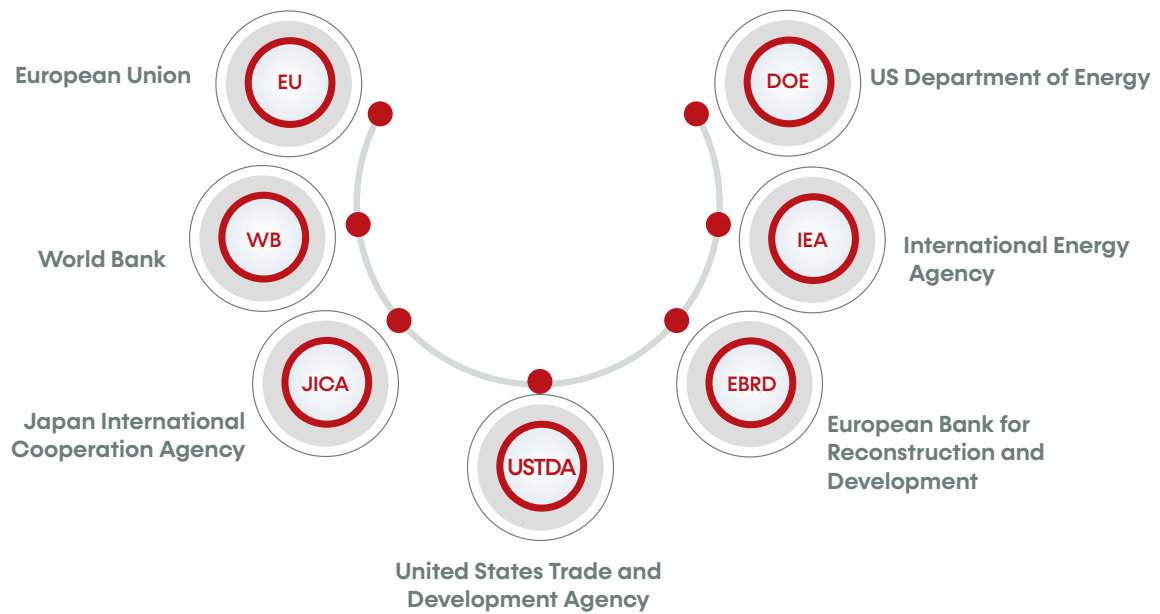 European Union
EU
DOE
US Department of Energy
World Bank
WB
IEA
International Energy
Agency
JICA
Japan International
Cooperation Agency
EBRD
European Bank for
Reconstruction and
Development
USTDA
United States Trade and
Development Agency